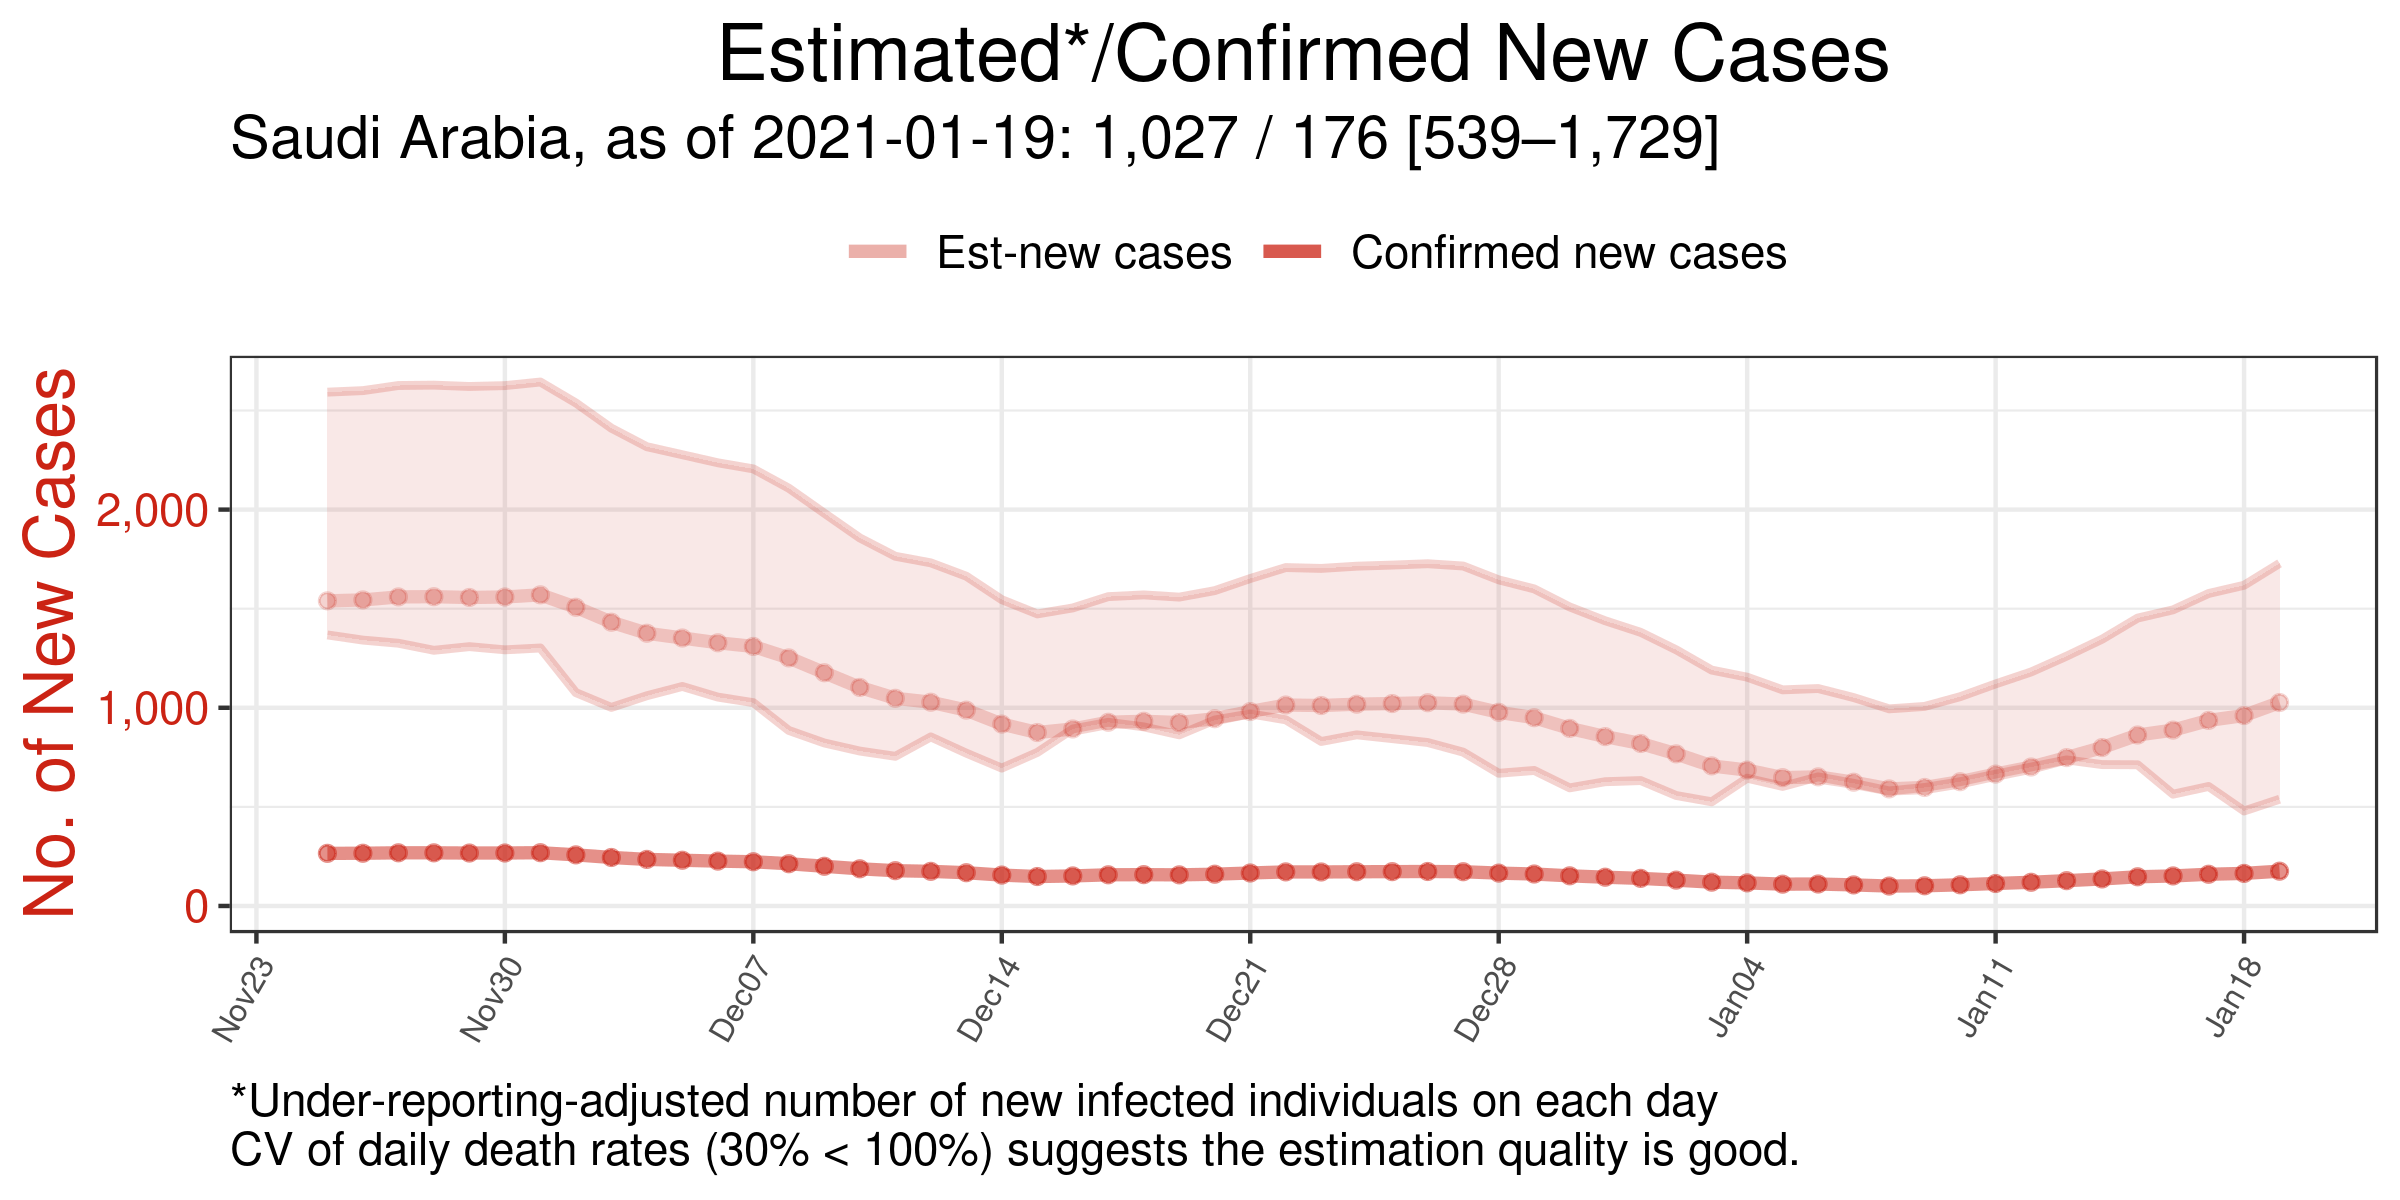 Estimated*/Confirmed New Cases
Saudi Arabia, as of 2021-01-19: 1,027 / 176 [539–1,729]
Est-new cases Confirmed new cases
No. of New Cases
2,000
1,000
0
Nov23 Nov30 Dec07 Dec14 Dec21 Dec28 Jan04 Jan11 Jan18
*Under-reporting-adjusted number of new infected individuals on each day
CV of daily death rates (30% < 100%) suggests the estimation quality is good.